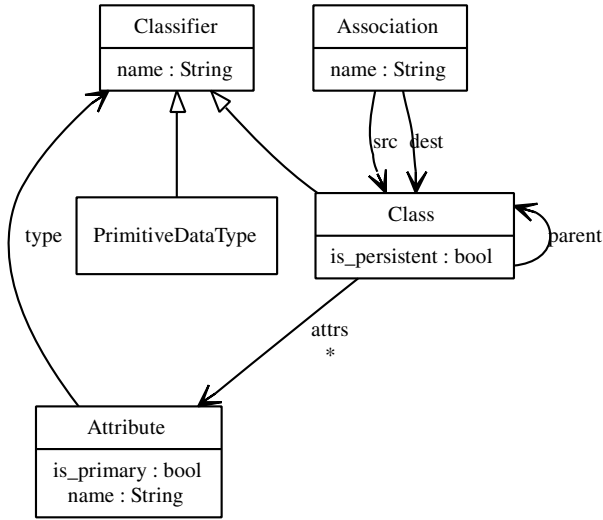 Classifier
name : String
Association
name : String
src
dest
type
PrimitiveDataType
Class
is_persistent : bool
parent
attrs
*
Attribute
is_primary : bool
name : String